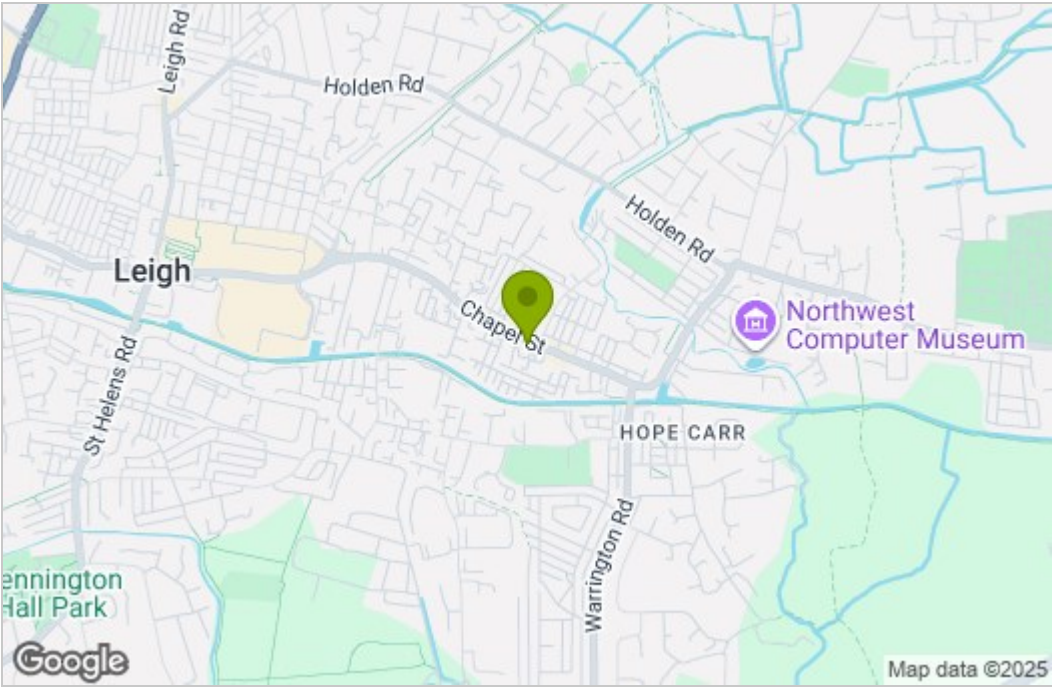 Leigh Rd
Holden Rd
Holden Rd
Leigh
Chapel St
Northwest
Computer Museum
St Helens Rd
HOPE CARR
Warrington Rd
ennington
Hall Park
Google
Map data ©2025